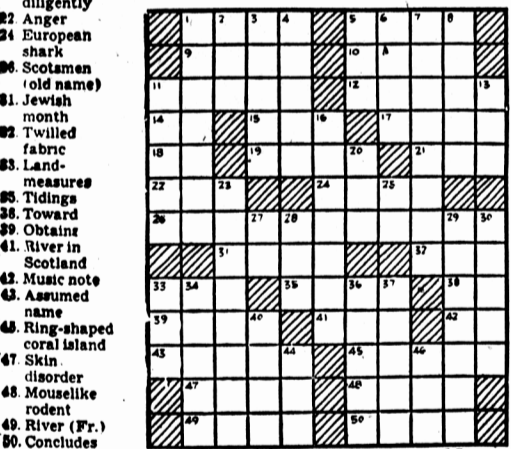 diligently
22. Anger
24 European
shark
26. Scotsmen
(old name)
31. Jewish
month
32. Twilled
fabric
33. Land-
measures
35. Tidings
38. Toward
39. Obtains
41. River in
Scotland
42. Music note
43. Assumed
name
45. Ring-shaped
coral island
47. Skin
disorder
48. Mouselike
rodent
49. River (Fr.)
50. Concludes
1 2 3 4 5 6 7 8
9 10 A
11 12 13
14 15 16 17
18 19 20 21
22 23 24 25
26 27 28 29 30
31 32
33 34 35 36 37 38
39 40 41 42
43 44 45 46
47 48
49 50